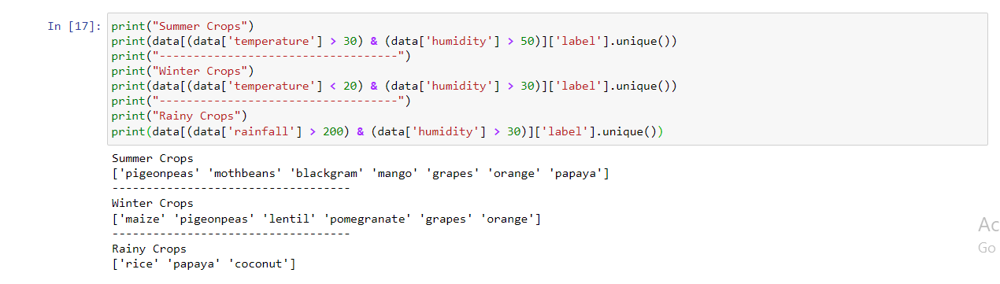 In [17]: print("Summer Crops")
print(data[(data['temperature'] > 30) & (data['humidity'] > 50)]['label'].unique())
print("-----------------------------------")
print("Winter Crops")
print(data[(data['temperature'] < 20) & (data['humidity'] > 30)]['label'].unique())
print("-----------------------------------")
print("Rainy Crops")
print(data[(data['rainfall'] > 200) & (data['humidity'] > 30)]['label'].unique())
Summer Crops
['pigeonpeas' 'mothbeans' 'blackgram' 'mango' 'grapes' 'orange' 'papaya']
-----------------------------------
Winter Crops
['maize' 'pigeonpeas' 'lentil' 'pomegranate' 'grapes' 'orange']
-----------------------------------
Rainy Crops
['rice' 'papaya' 'coconut']
Ac
Go